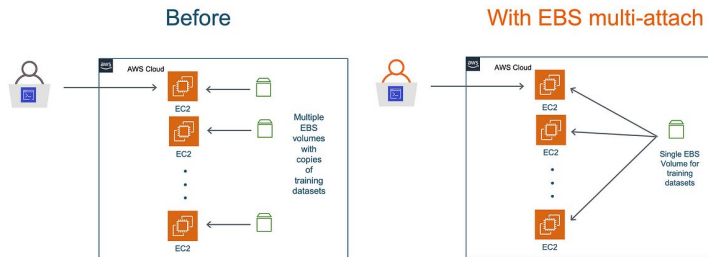 Before
aws
AWS Cloud
EC2
EC2
EC2
Multiple
EBS
volumes
with
copies
of
training
datasets
With EBS multi-attach
aws
AWS Cloud
EC2
EC2
EC2
Single EBS
Volume for
training
datasets